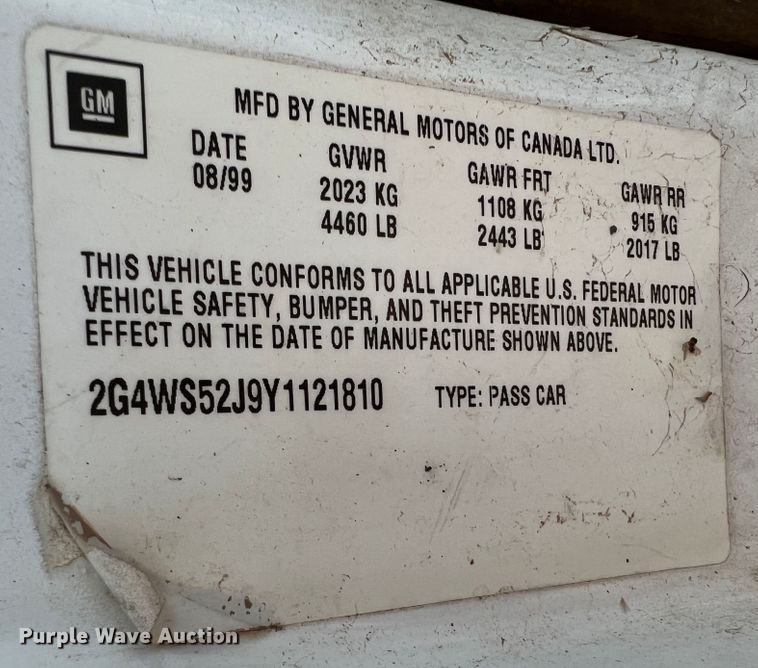 GM
MFD BY GENERAL MOTORS OF CANADA LTD.
DATE GVWR GAWR FRT GAWR RR
08/99 2023 KG 1108 KG 915 KG
4460 LB 2443 LB 2017 LB
THIS VEHICLE CONFORMS TO ALL APPLICABLE U.S. FEDERAL MOTOR
VEHICLE SAFETY, BUMPER, AND THEFT PREVENTION STANDARDS IN
EFFECT ON THE DATE OF MANUFACTURE SHOWN ABOVE.
2G4WS52J9Y1121810 TYPE: PASS CAR
Purple Wave Auction